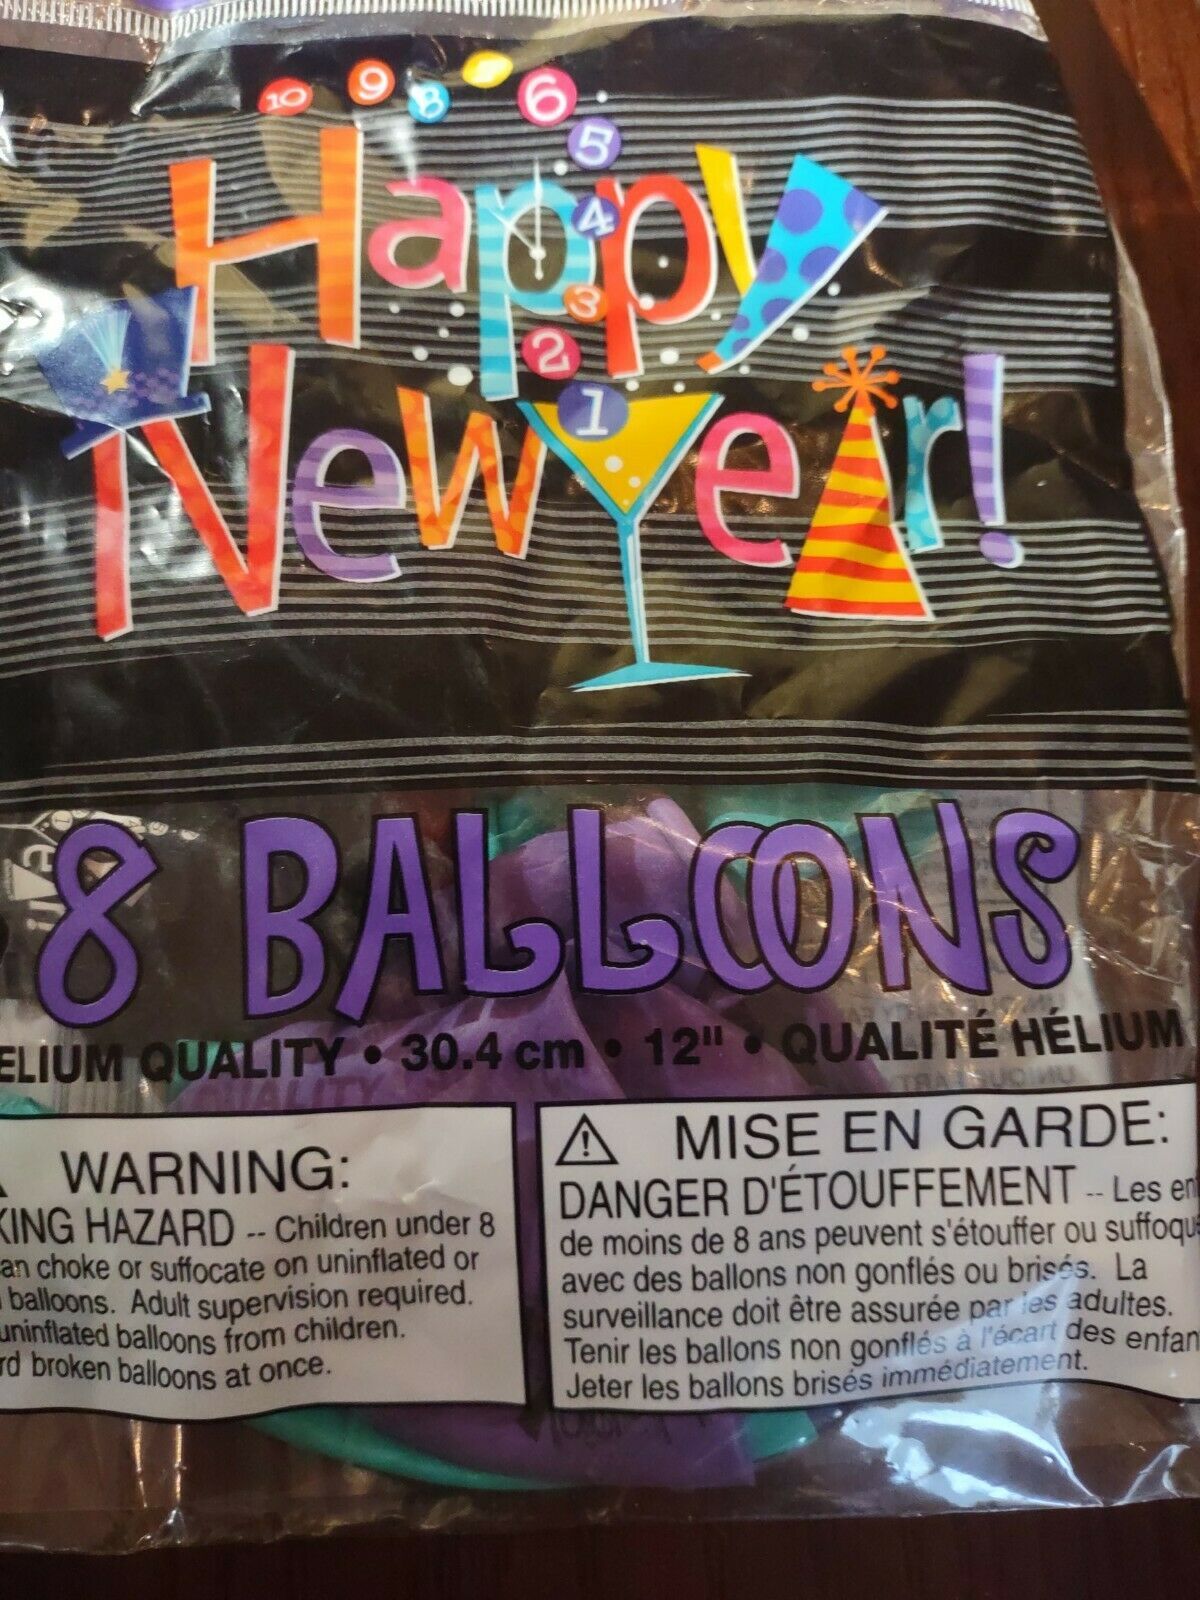 10 9 8 7 6
5
4
3
2
1
Happy
New Year!
8 BALLOONS
ELIUM QUALITY • 30.4 cm • 12" • QUALITÉ HÉLIUM
WARNING:
KING HAZARD -- Children under 8
an choke or suffocate on uninflated or
balloons. Adult supervision required.
uninflated balloons from children.
rd broken balloons at once.
MISE EN GARDE:
DANGER D'ÉTOUFFEMENT -- Les en
de moins de 8 ans peuvent s'étouffer ou suffoqu
avec des ballons non gonflés ou brisés. La
surveillance doit être assurée par les adultes.
Tenir les ballons non gonflés à l'écart des enfan
Jeter les ballons brisés immédiatement.